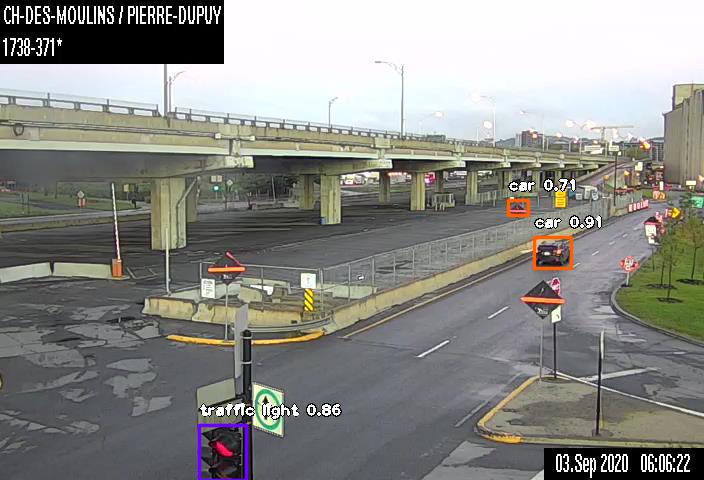 CH-DES-MOULINS / PIERRE-DUPUY
1738-371*
car 0.71
car 0.91
traffic light 0.86
03.Sep 2020 06:06:22